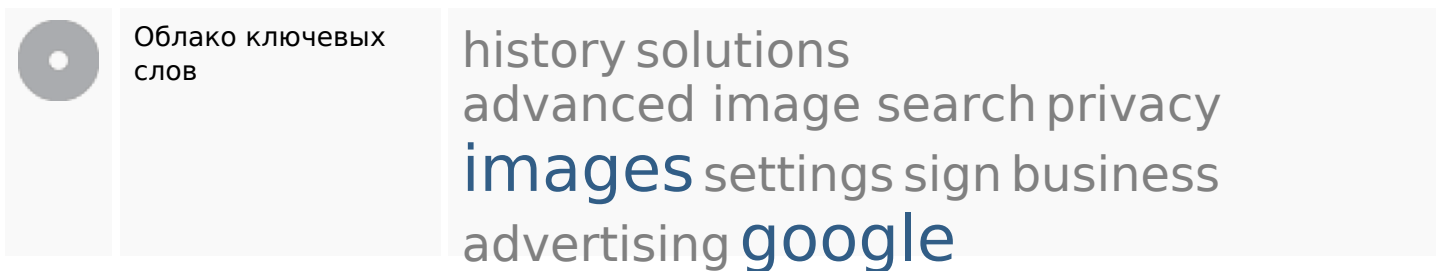 Облако ключевых
слов
history solutions
advanced image search privacy
images settings sign business
advertising google